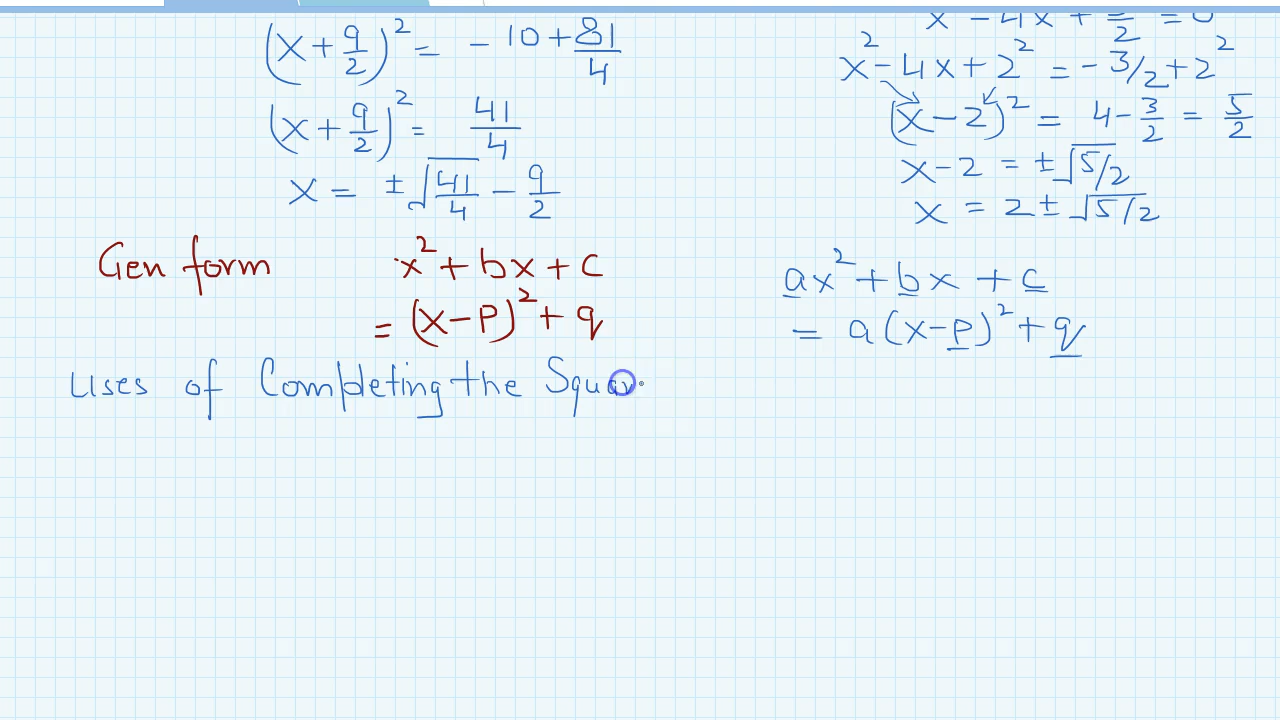 (x + 9/2)² = - 10 + 81/4
(x + 9/2)² = 41/4
x = ± √(41/4) - 9/2
x² - 4x + 2² = - 3/2 + 2²
(x - 2)² = 4 - 3/2 = 5/2
x - 2 = ± √5/2
x = 2 ± √5/2
Gen form x² + bx + c
= (x - P)² + q
ax² + bx + c
= a(x - p)² + q
Uses of Completing the Squar